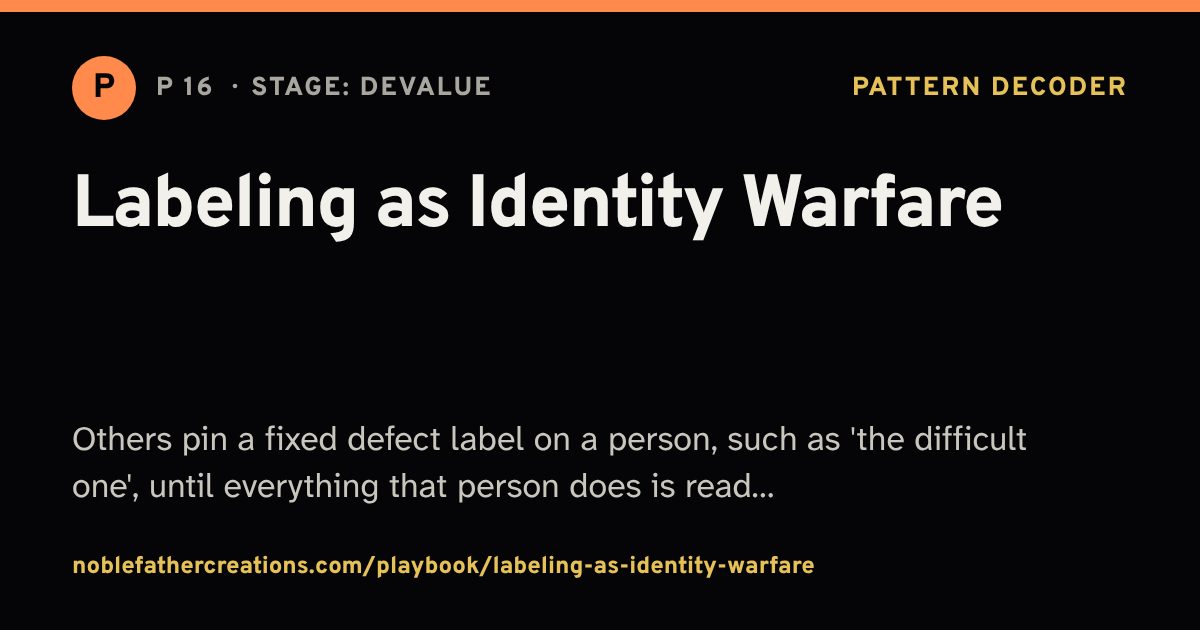 P P 16 · STAGE: DEVALUE PATTERN DECODER
Labeling as Identity Warfare
Others pin a fixed defect label on a person, such as 'the difficult
one', until everything that person does is read...
noblefathercreations.com/playbook/labeling-as-identity-warfare